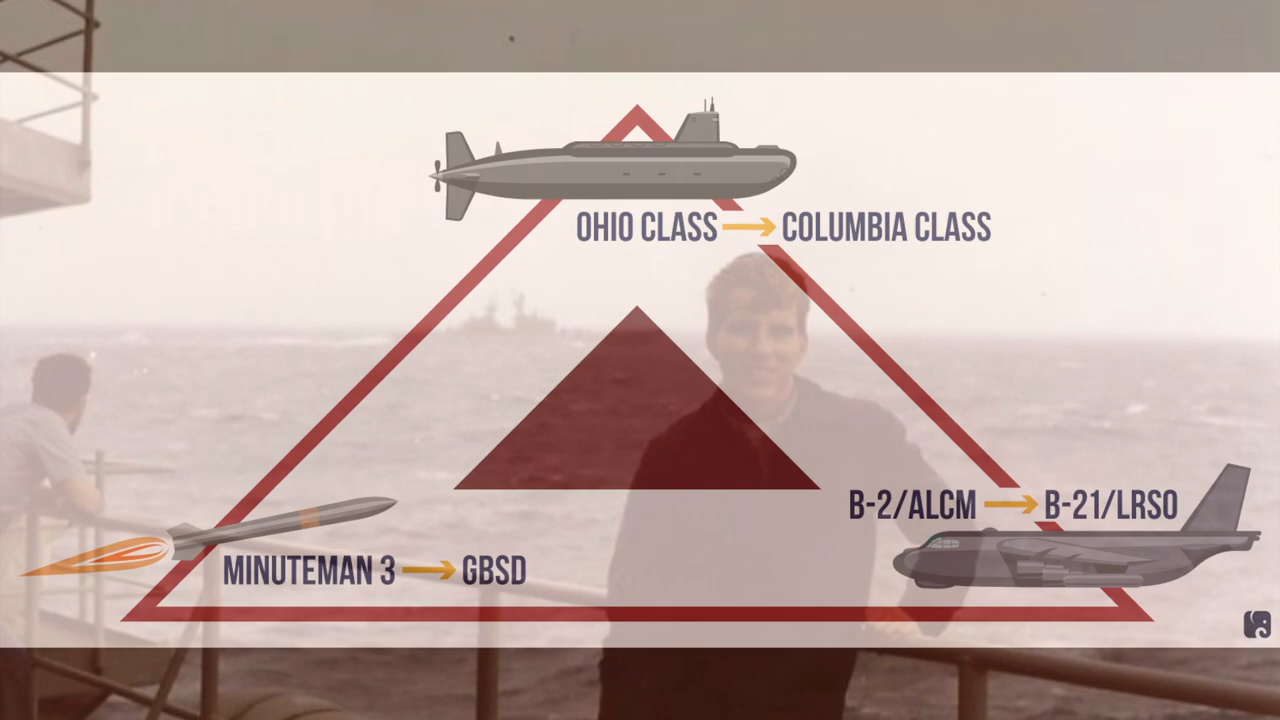 OHIO CLASS → COLUMBIA CLASS
B-2/ALCM → B-21/LRSO
MINUTEMAN 3 → GBSD